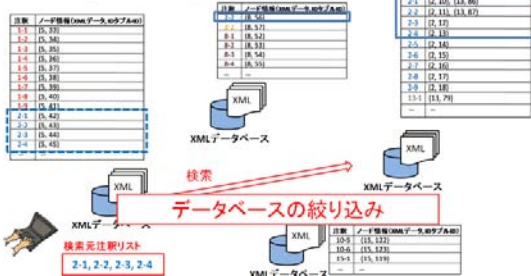 注釈 ノード情報(XMLデータ,IDタプルID)
1-1 (5, 33)
1-2 (5, 34)
1-3 (5, 35)
1-4 (5, 36)
1-5 (5, 37)
1-6 (5, 38)
1-7 (5, 39)
1-8 (5, 40)
1-9 (5, 41)
2-1 (5, 42)
2-2 (5, 43)
2-3 (5, 44)
2-4 (5, 45)
(8, 56)
(8, 57)
8-1 (8, 52)
8-2 (8, 53)
8-3 (8, 54)
8-4 (8, 55)
2-1 (2, 10), (13, 86)
2-2 (2, 11), (13, 87)
2-3 (2, 12)
2-4 (2, 13)
2-5 (2, 14)
2-6 (2, 15)
2-7 (2, 16)
2-8 (2, 17)
2-9 (2, 18)
13-1 (13, 79)
XML
XMLデータベース
XML
XMLデータベース
検索
XML
データベースの絞り込み
検索元注釈リスト
2-1, 2-2, 2-3, 2-4
XML
XMLデータベース
注釈 ノード情報(XMLデータ,IDタプルID)
10-5 (15, 122)
10-6 (15, 123)
15-1 (15, 119)